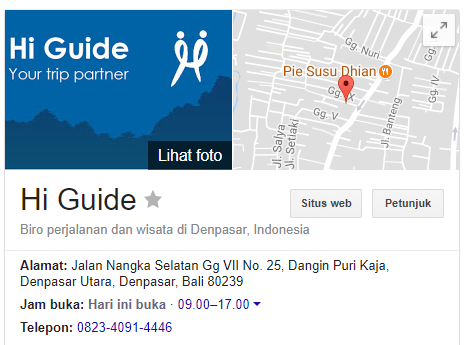 Hi Guide
Your trip partner
Lihat foto
Gg. Nuri
Pie Susu Dhian
Gg. IX
Gg. V
Gg. IV
Jl. Salya
Jl. Setiaki
Jl. Banteng
Hi Guide
Situs web
Petunjuk
Biro perjalanan dan wisata di Denpasar, Indonesia
Alamat: Jalan Nangka Selatan Gg VII No. 25, Dangin Puri Kaja,
Denpasar Utara, Denpasar, Bali 80239
Jam buka: Hari ini buka · 09.00–17.00
Telepon: 0823-4091-4446